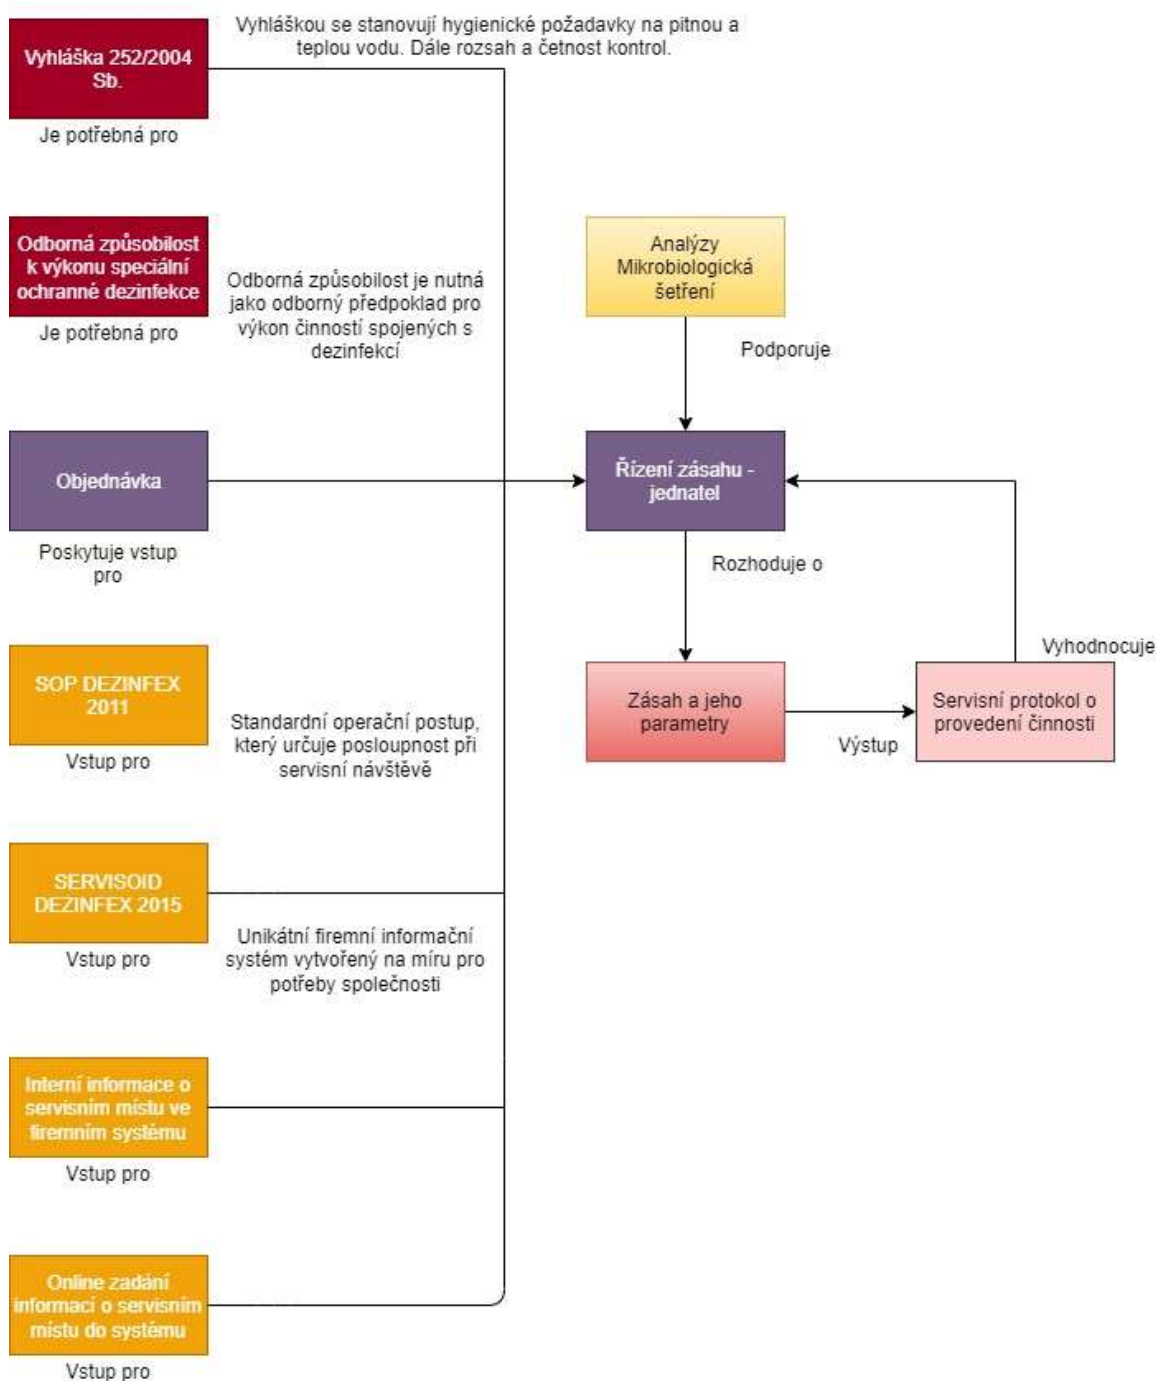 Vyhláškou se stanovují hygienické požadavky na pitnou a
teplou vodu. Dále rozsah a četnost kontrol.
Vyhláška 252/2004
Sb.
Je potřebná pro
Odborná způsobilost
k výkonu speciální
ochranné dezinfekce
Je potřebná pro
Odborná způsobilost je nutná
jako odborný předpoklad pro
výkon činností spojených s
dezinfekcí
Analýzy
Mikrobiologická
šetření
Podporuje
Objednávka
Poskytuje vstup
pro
Řízení zásahu -
jednatel
Rozhoduje o
SOP DEZINFEX
2011
Vstup pro
Standardní operační postup,
který určuje posloupnost při
servisní návštěvě
Zásah a jeho
parametry
Výstup
Vyhodnocuje
Servisní protokol o
provedení činnosti
SERVISOID
DEZINFEX 2015
Vstup pro
Unikátní firemní informační
systém vytvořený na míru pro
potřeby společnosti
Interní informace o
servisním místu ve
firemním systému
Vstup pro
Online zadání
informací o servisním
místu do systému
Vstup pro